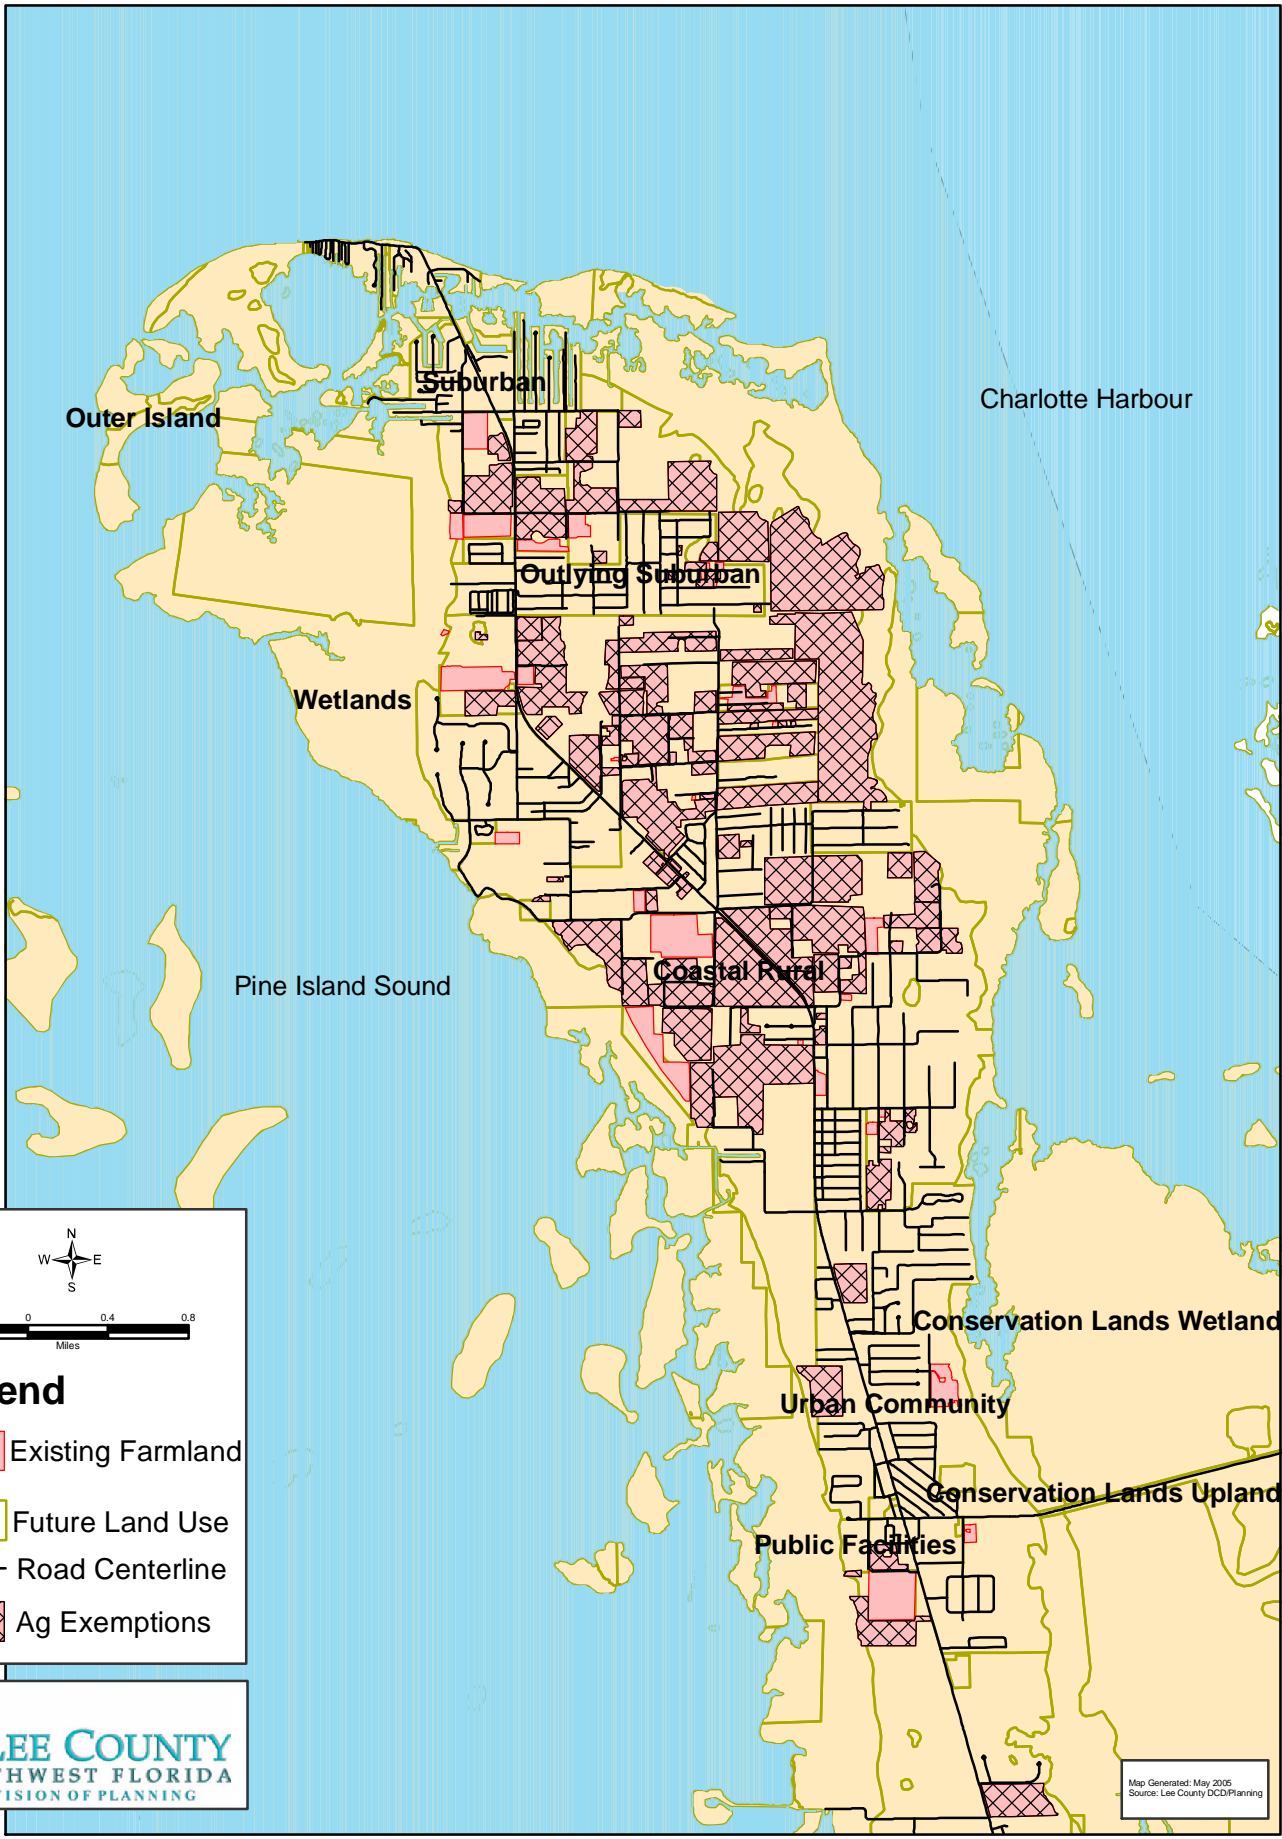 Suburban
Outer Island
Charlotte Harbour
Outlying Suburban
Wetlands
Coastal Rural
Pine Island Sound
N
W E
S
0 0.4 0.8
Miles
Conservation Lands Wetland
end
Urban Community
Existing Farmland
Conservation Lands Upland
Future Land Use
Public Facilities
Road Centerline
Ag Exemptions
LEE COUNTY
THWEST FLORIDA
VISION OF PLANNING
Map Generated: May 2005
Source: Lee County DCD/Planning